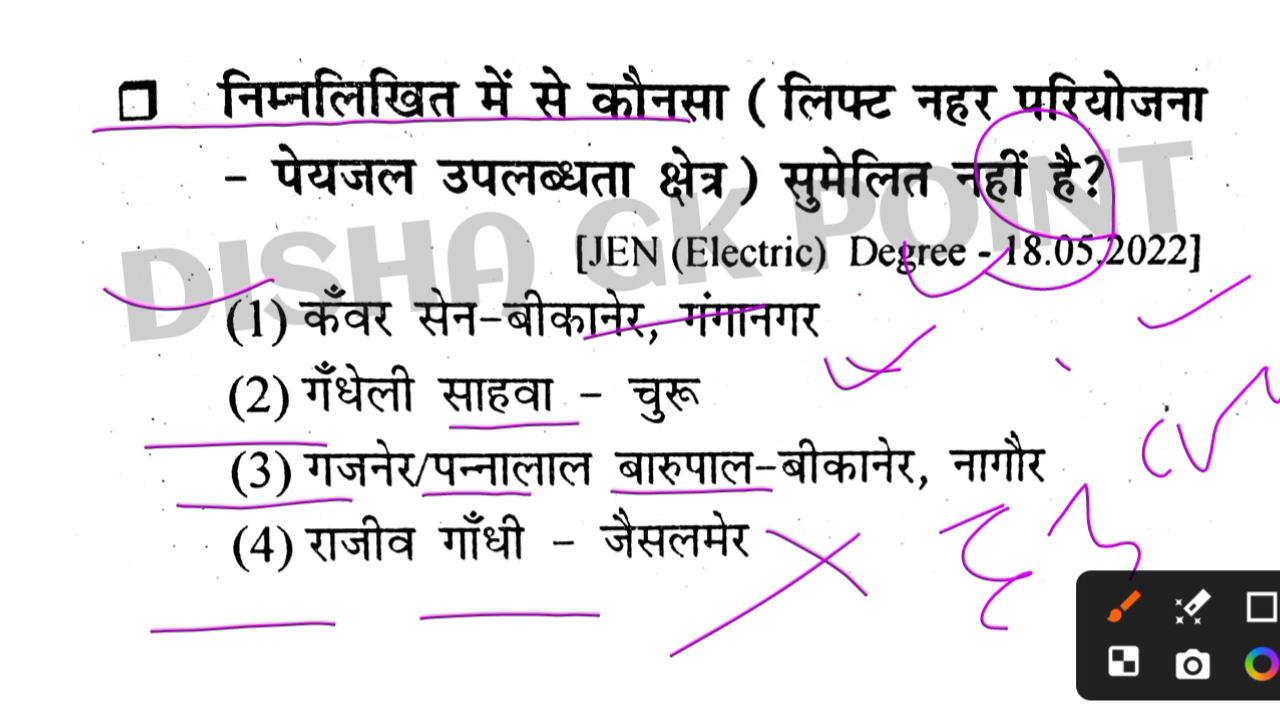 निम्नलिखित में से कौनसा ( लिफ्ट नहर परियोजना
- पेयजल उपलब्धता क्षेत्र ) सुमेलित नहीं है?
DISHA GK POINT
[JEN (Electric) Degree - 18.05.2022]
(1) कँवर सेन-बीकानेर, गंगानगर
(2) गँधेली साहवा - चुरू
(3) गजनेर/पन्नालाल बारुपाल-बीकानेर, नागौर
(4) राजीव गाँधी - जैसलमेर